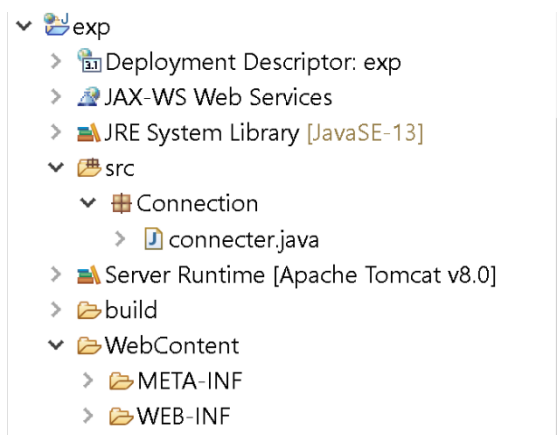 exp
Deployment Descriptor: exp
JAX-WS Web Services
JRE System Library [JavaSE-13]
src
Connection
connecter.java
Server Runtime [Apache Tomcat v8.0]
build
WebContent
META-INF
WEB-INF